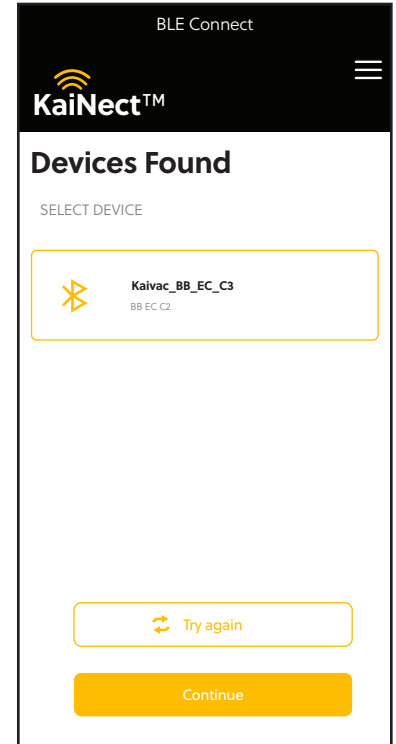 BLE Connect
KaiNect™
Devices Found
SELECT DEVICE
Kaivac_BB_EC_C3
BB EC C2
Try again
Continue